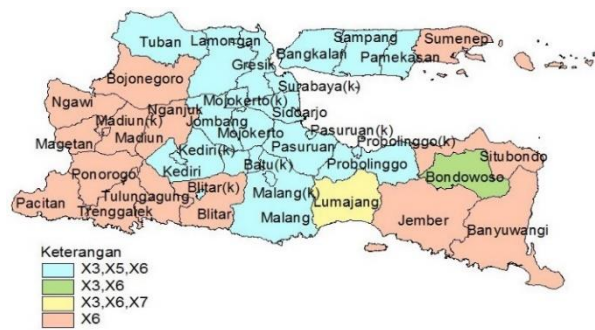 Tuban
Lamongan
Sampang
Sumenep
Bangkalan
Pamekasan
Gresik
Bojonegoro
Surabaya(k)
Ngawi
Nganjuk
Mojokerto(k)
Sidoarjo
Madiun(k)
Jombang
Magetan
Madiun
Mojokerto
Pasuruan(k)
Kediri(k)
Pasuruan
Probolinggo(k)
Ponorogo
Kediri
Batu(k)
Probolinggo
Situbondo
Bondowoso
Pacitan
Tulungagung
Blitar(k)
Malang(k)
Lumajang
Trenggalek
Blitar
Malang
Jember
Banyuwangi
Keterangan
X3,X5,X6
X3,X6
X3,X6,X7
X6